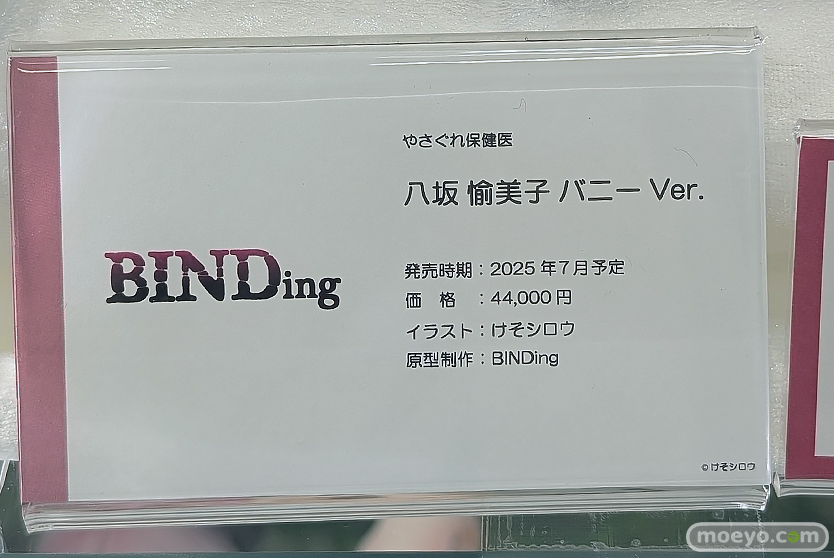 やさぐれ保健医
八坂 愉美子 バニー Ver.
BINDing
発売時期：2025 年7月予定
価　格　：44,000 円
イラスト：けそシロウ
原型制作：BINDing
©けそシロウ
moeyo.com